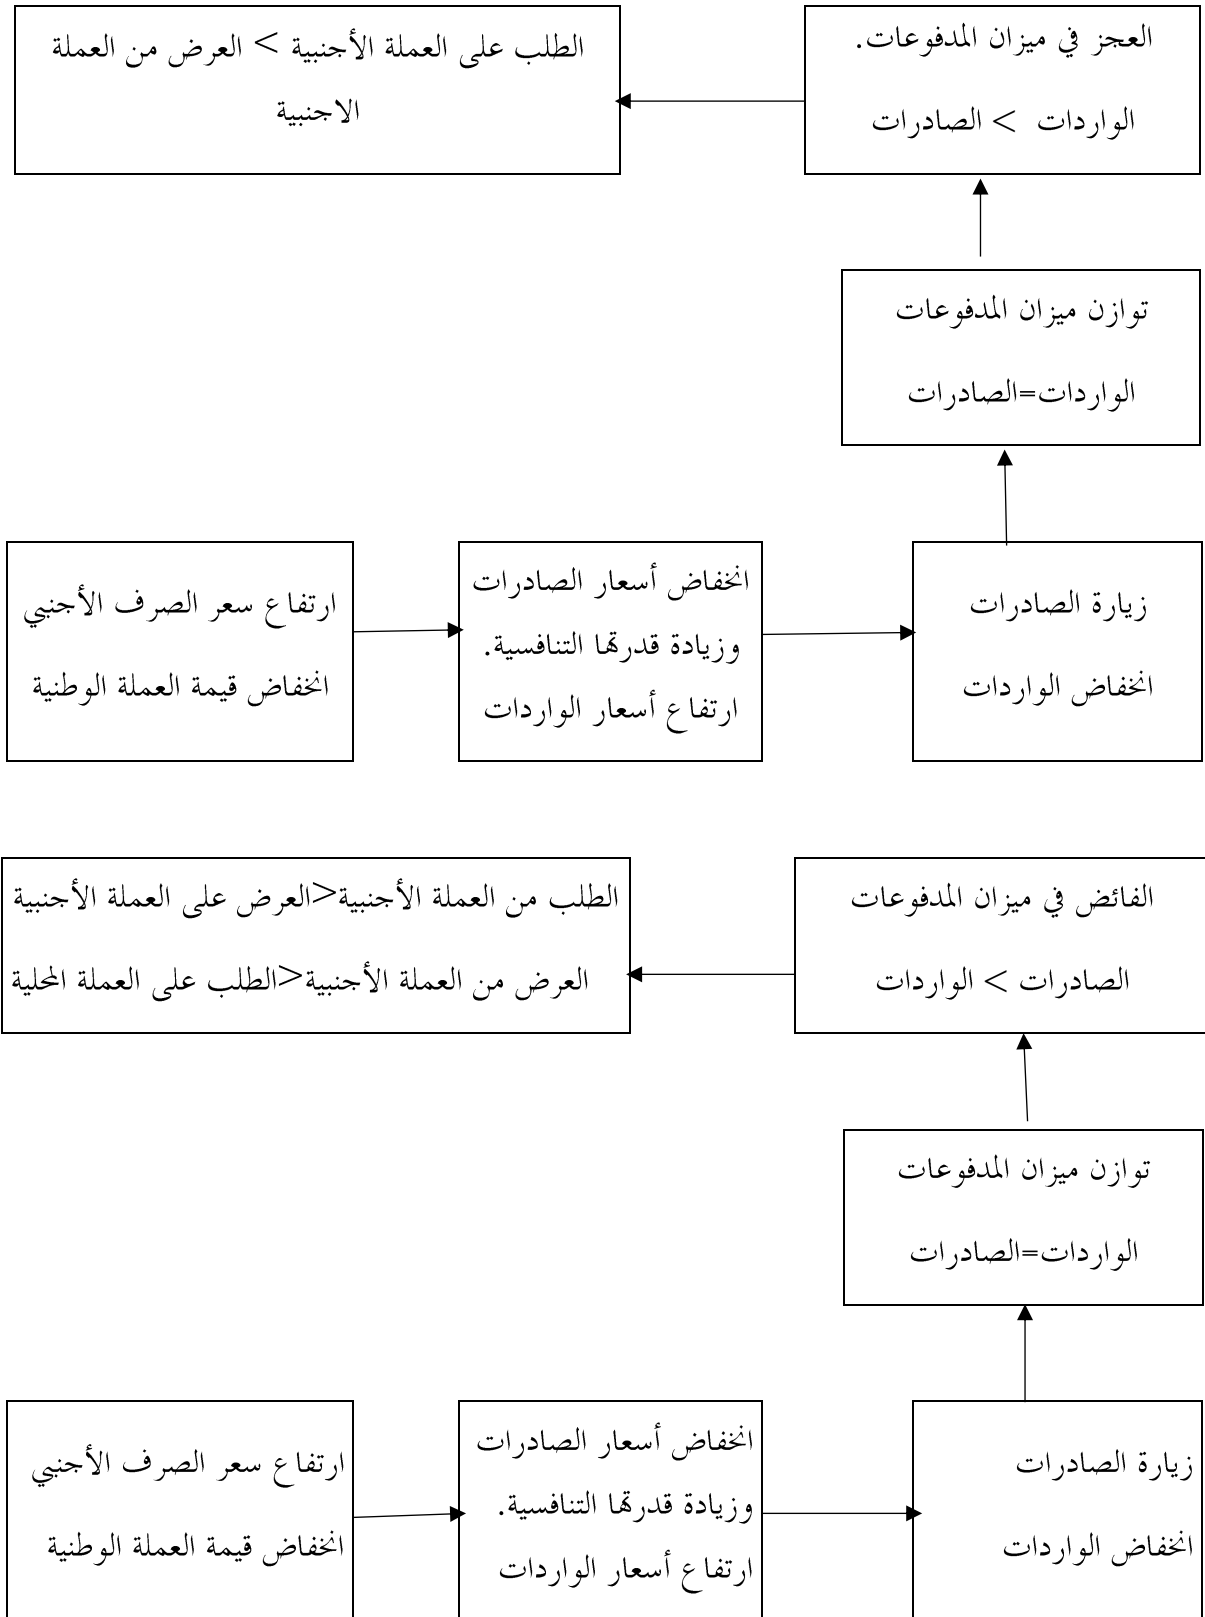 العجز في ميزان المدفوعات.
الواردات > الصادرات
الطلب على العملة الأجنبية > العرض من العملة
الاجنبية
توازن ميزان المدفوعات
الواردات=الصادرات
زيارة الصادرات
انخفاض الواردات
انخفاض أسعار الصادرات
وزيادة قدرتها التنافسية.
ارتفاع أسعار الواردات
ارتفاع سعر الصرف الأجنبي
انخفاض قيمة العملة الوطنية
الفائض في ميزان المدفوعات
الصادرات > الواردات
الطلب من العملة الأجنبية<العرض على العملة الأجنبية
العرض من العملة الأجنبية<الطلب على العملة المحلية
توازن ميزان المدفوعات
الواردات=الصادرات
زيارة الصادرات
انخفاض الواردات
انخفاض أسعار الصادرات
وزيادة قدرتها التنافسية.
ارتفاع أسعار الواردات
ارتفاع سعر الصرف الأجنبي
انخفاض قيمة العملة الوطنية